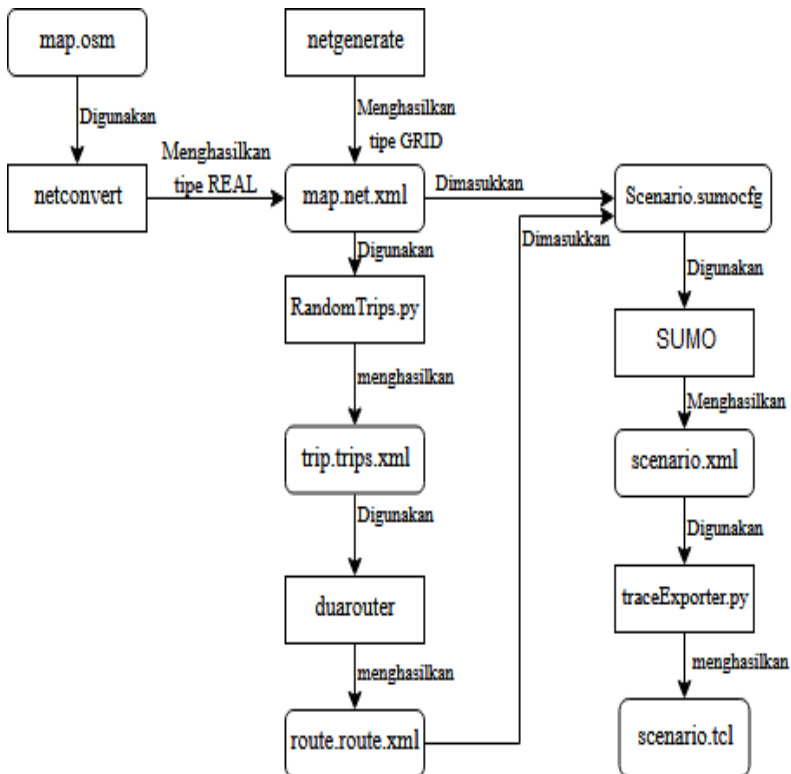 map.osm
netgenerate
Digunakan
Menghasilkan
tipe GRID
netconvert
Menghasilkan
tipe REAL
map.net.xml
Dimasukkan
Scenario.sumocfg
Digunakan
Dimasukkan
Digunakan
RandomTrips.py
SUMO
menghasilkan
Menghasilkan
trip.trips.xml
scenario.xml
Digunakan
Digunakan
duarouter
traceExporter.py
menghasilkan
menghasilkan
route.route.xml
scenario.tcl